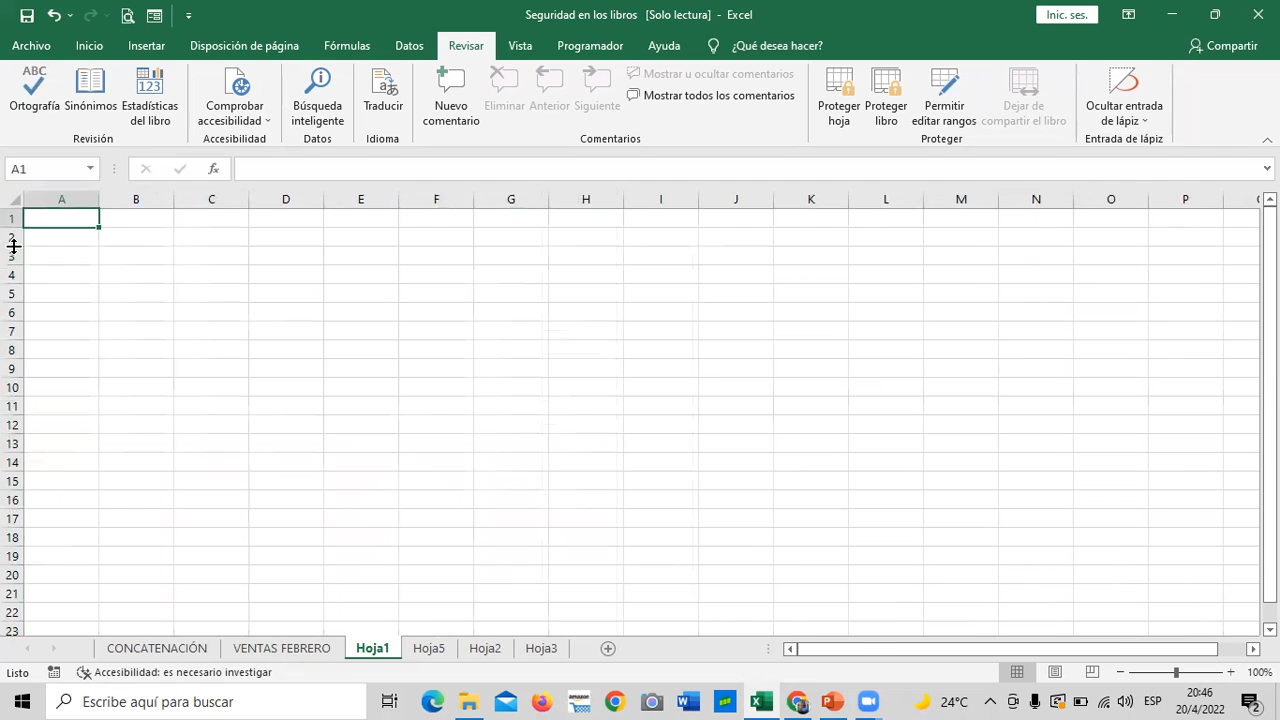 Seguridad en los libros [Solo lectura] - Excel
Inic. ses.
Archivo Inicio Insertar Disposición de página Fórmulas Datos Revisar Vista Programador Ayuda ¿Qué desea hacer? Compartir
ABC
Ortografía Sinónimos Estadísticas del libro
Revisión
Comprobar accesibilidad
Accesibilidad
Búsqueda inteligente
Datos
Traducir
Idioma
Nuevo comentario Eliminar Anterior Siguiente
Mostrar u ocultar comentarios
Mostrar todos los comentarios
Comentarios
Proteger hoja Proteger libro Permitir editar rangos Dejar de compartir el libro
Proteger
Ocultar entrada de lápiz
Entrada de lápiz
A1 fx
A B C D E F G H I J K L M N O P
1
2
3
4
5
6
7
8
9
10
11
12
13
14
15
16
17
18
19
20
21
22
23
CONCATENACIÓN VENTAS FEBRERO Hoja1 Hoja5 Hoja2 Hoja3
Listo Accesibilidad: es necesario investigar 100%
Escribe aquí para buscar 24°C ESP 20:46
20/4/2022 2